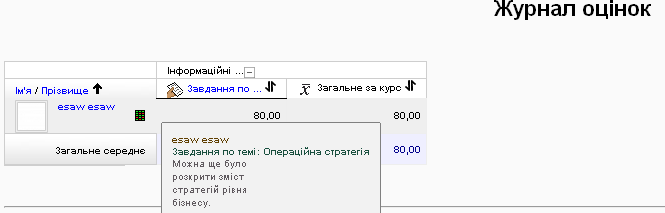 Журнал оцінок
Інформаційні ...
Ім'я / Прізвище
Завдання по ...
x̄ Загальне за курс
esaw esaw
80,00
80,00
Загальне середнє
80,00
esaw esaw
Завдання по темі: Операційна стратегія
Можна ще було
розкрити зміст
стратегій рівня
бізнесу.